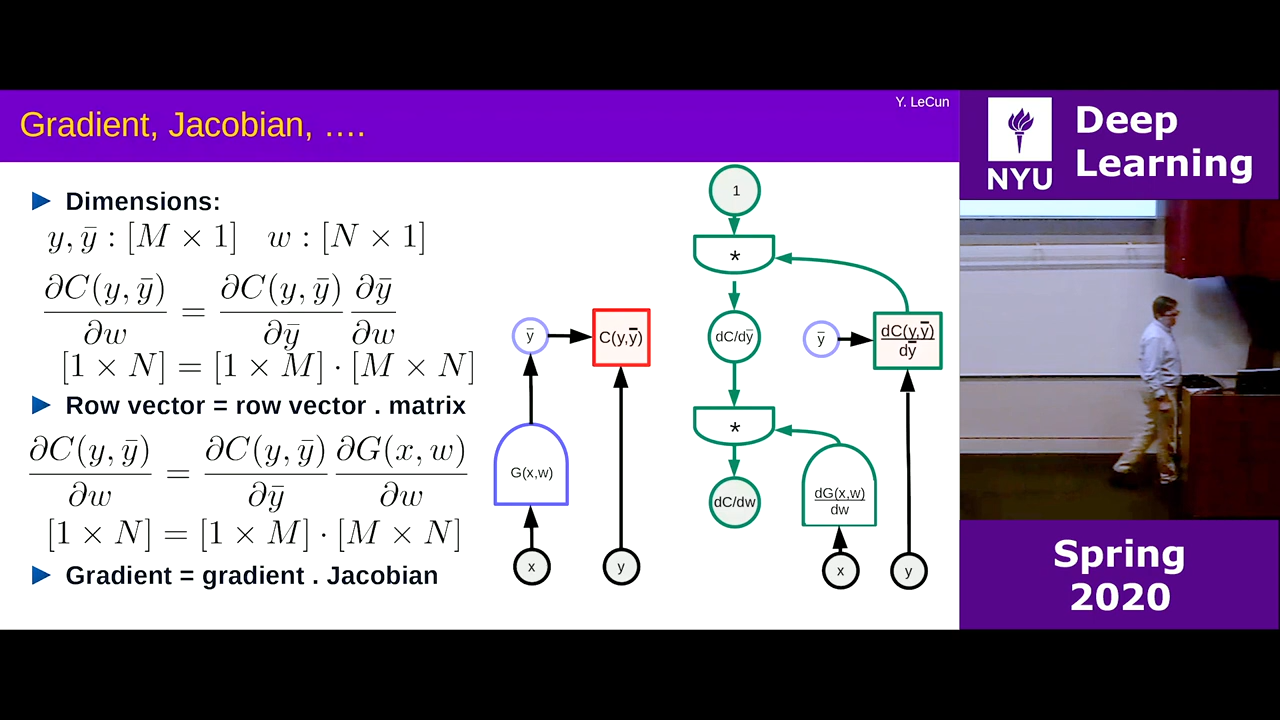 Y. LeCun
Gradient, Jacobian, ....
Dimensions:
y, ȳ : [M × 1]   w : [N × 1]
∂C(y, ȳ)/∂w = ∂C(y, ȳ)/∂ȳ ∂ȳ/∂w
[1 × N] = [1 × M] · [M × N]
Row vector = row vector . matrix
∂C(y, ȳ)/∂w = ∂C(y, ȳ)/∂ȳ ∂G(x, w)/∂w
[1 × N] = [1 × M] · [M × N]
Gradient = gradient . Jacobian
ȳ
C(y,ȳ)
G(x,w)
x
y
1
*
dC/dȳ
*
dC/dw
ȳ
dC(y,ȳ)
dȳ
dG(x,w)
dw
x
y
NYU
Deep
Learning
Spring
2020